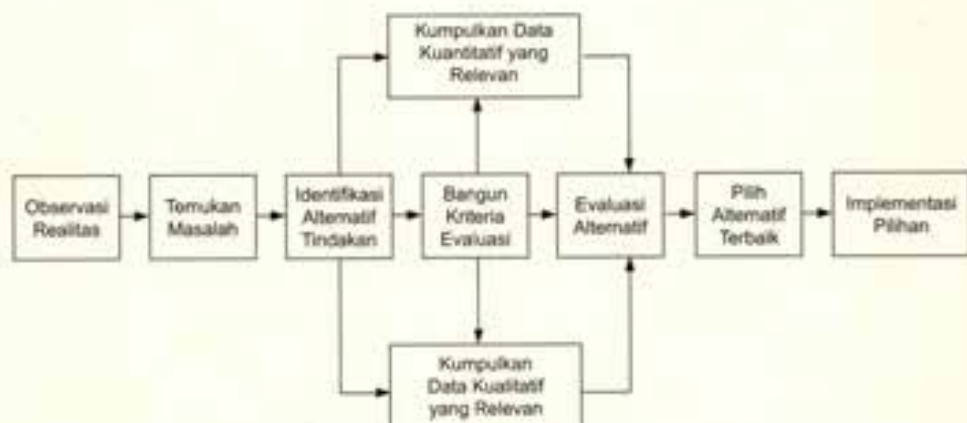 Kumpulkan Data
Kuantitatif yang
Relevan
Observasi
Realitas
Temukan
Masalah
Identifikasi
Alternatif
Tindakan
Bangun
Kriteria
Evaluasi
Evaluasi
Alternatif
Pilih
Alternatif
Terbaik
Implementasi
Pilihan
Kumpulkan
Data Kualitatif
yang Relevan